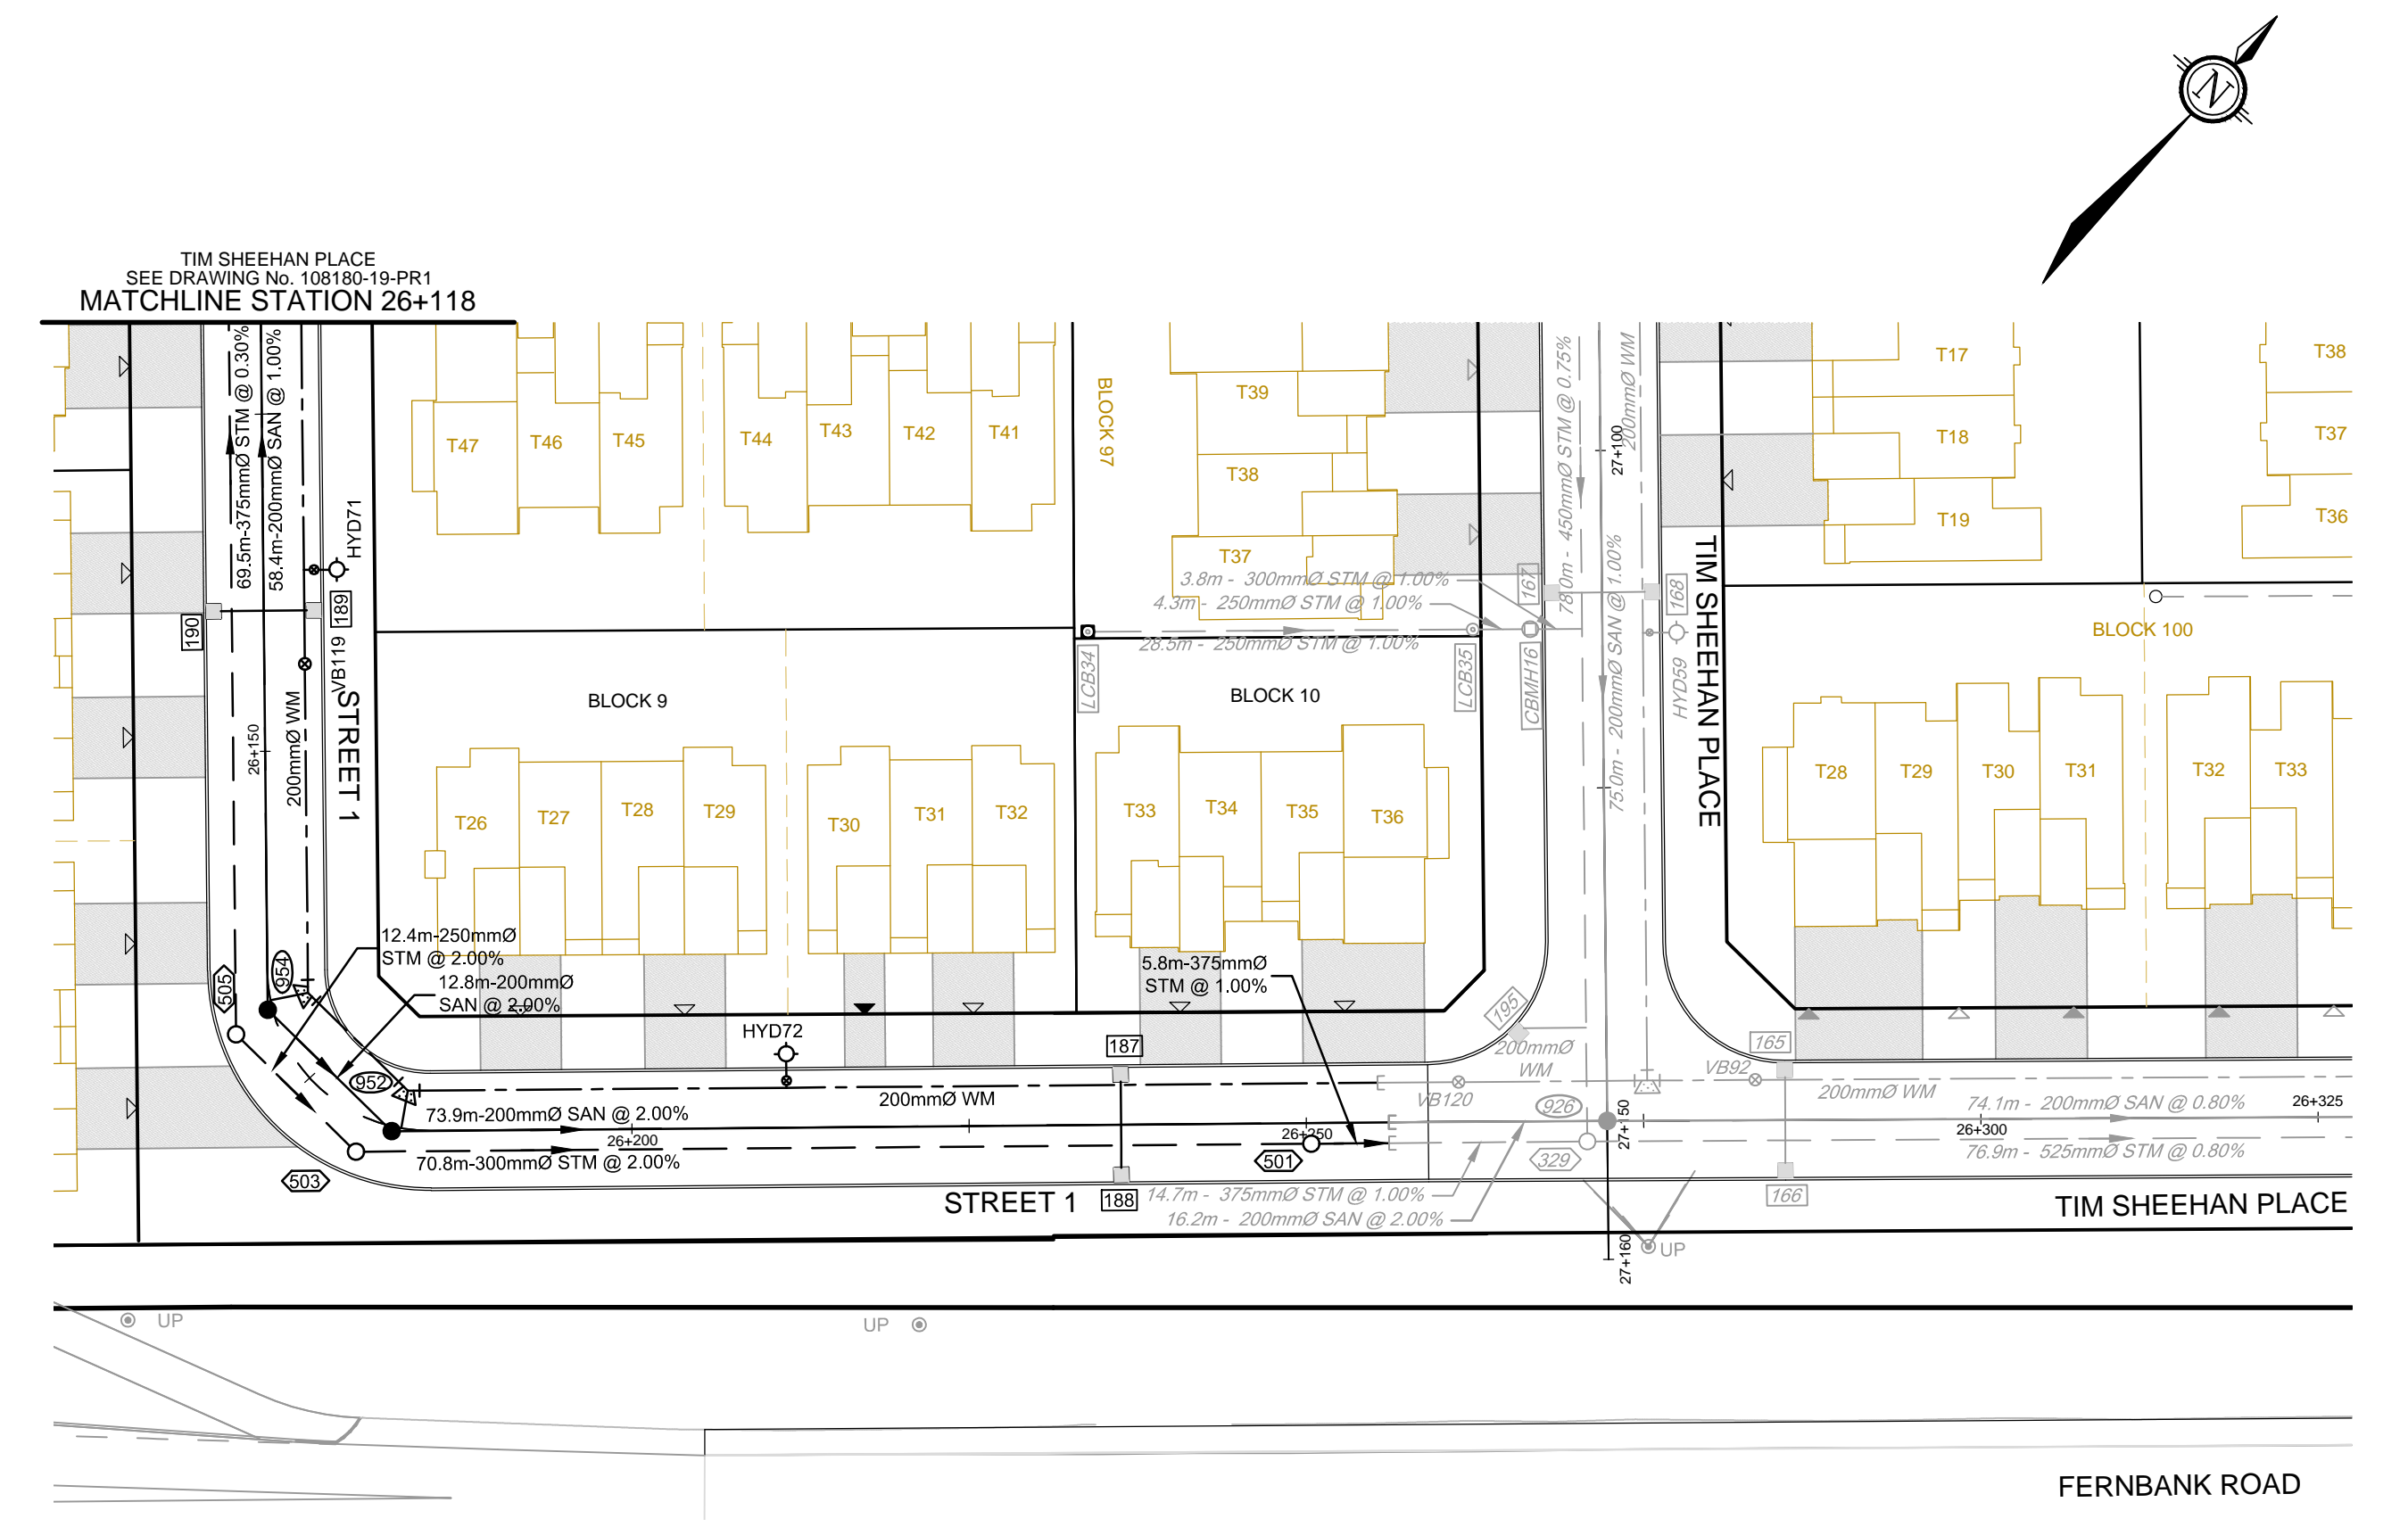 N
TIM SHEEHAN PLACE
SEE DRAWING No. 108180-19-PR1
MATCHLINE STATION 26+118
69.5m-375mmØ STM @ 0.30%
58.4m-200mmØ SAN @ 1.00%
HYD71
190
189
VB119
STREET 1
200mmØ WM
26+150
T47
T46
T45
T44
T43
T42
T41
BLOCK 97
T39
T38
T37
3.8m - 300mmØ STM @ 1.00%
4.3m - 250mmØ STM @ 1.00%
28.5m - 250mmØ STM @ 1.00%
LCB34
LCB35
CBMH16
167
168
78.0m - 450mmØ STM @ 0.75%
27+100
200mmØ WM
75.0m - 200mmØ SAN @ 1.00%
HYD59
TIM SHEEHAN PLACE
T17
T18
T19
T38
T37
T36
BLOCK 100
BLOCK 9
BLOCK 10
T26
T27
T28
T29
T30
T31
T32
T33
T34
T35
T36
T28
T29
T30
T31
T32
T33
12.4m-250mmØ
STM @ 2.00%
12.8m-200mmØ
SAN @ 2.00%
5.8m-375mmØ
STM @ 1.00%
954
505
952
503
HYD72
187
195
200mmØ
WM
165
VB92
200mmØ WM
200mmØ WM
VB120
926
27+150
74.1m - 200mmØ SAN @ 0.80%
26+325
73.9m-200mmØ SAN @ 2.00%
26+200
26+250
26+300
70.8m-300mmØ STM @ 2.00%
501
329
76.9m - 525mmØ STM @ 0.80%
STREET 1
188
14.7m - 375mmØ STM @ 1.00%
16.2m - 200mmØ SAN @ 2.00%
166
TIM SHEEHAN PLACE
27+160
UP
UP
UP
FERNBANK ROAD